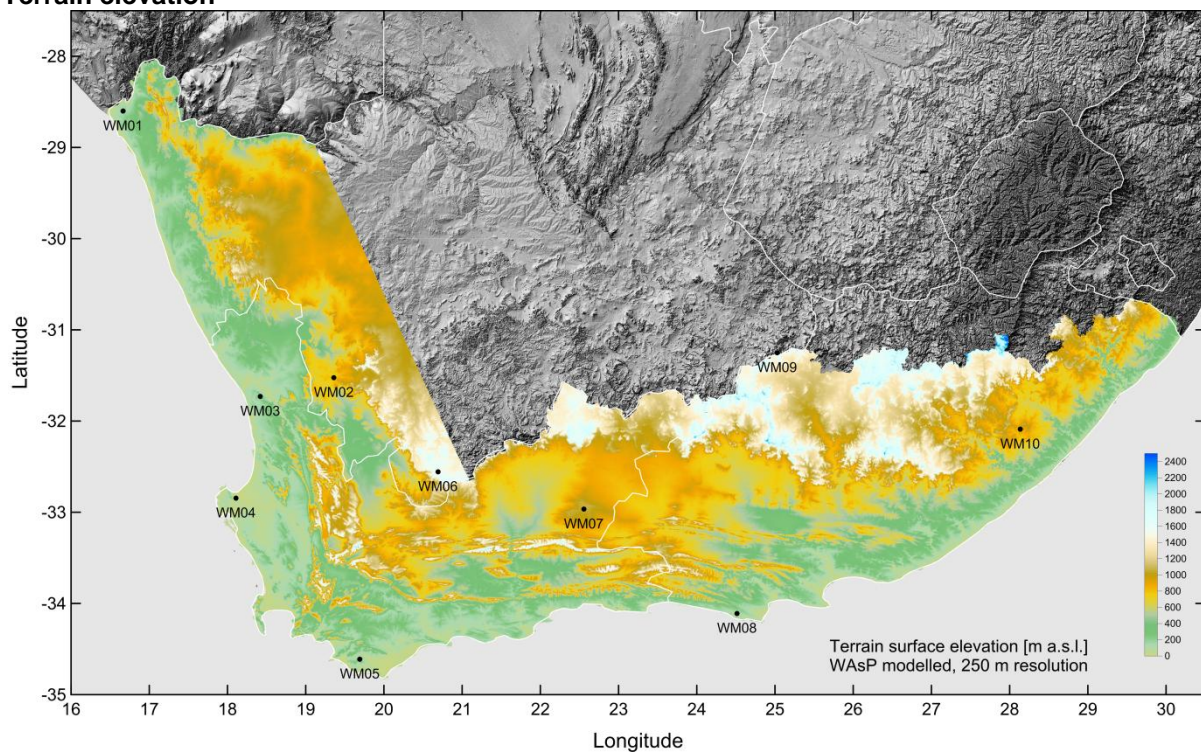 Terrain elevation
-28
-29
-30
-31
-32
-33
-34
-35
Latitude
WM01
WM02
WM03
WM04
WM05
WM06
WM07
WM08
WM09
WM10
2400
2200
2000
1800
1600
1400
1200
1000
800
600
400
200
0
Terrain surface elevation [m a.s.l.]
WAsP modelled, 250 m resolution
16 17 18 19 20 21 22 23 24 25 26 27 28 29 30
Longitude